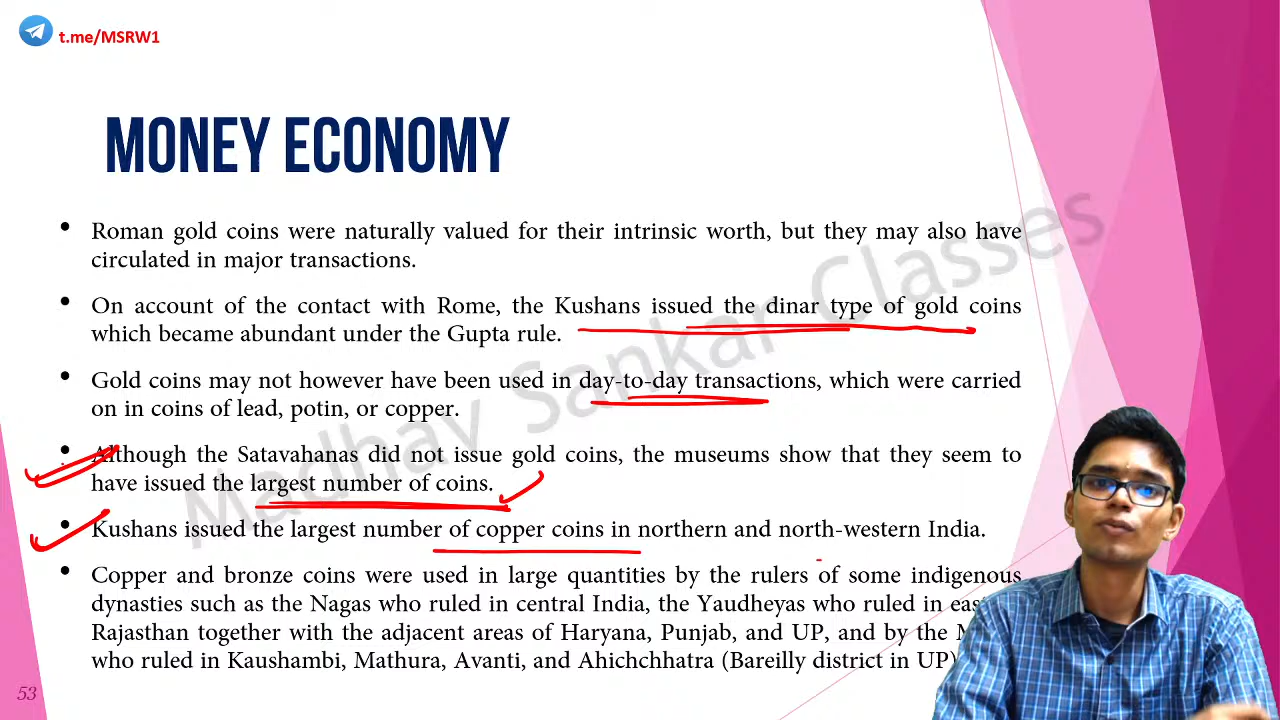 t.me/MSRW1
MONEY ECONOMY
• Roman gold coins were naturally valued for their intrinsic worth, but they may also have
circulated in major transactions.
• On account of the contact with Rome, the Kushans issued the dinar type of gold coins
which became abundant under the Gupta rule.
• Gold coins may not however have been used in day-to-day transactions, which were carried
on in coins of lead, potin, or copper.
• Although the Satavahanas did not issue gold coins, the museums show that they seem to
have issued the largest number of coins.
• Kushans issued the largest number of copper coins in northern and north-western India.
• Copper and bronze coins were used in large quantities by the rulers of some indigenous
dynasties such as the Nagas who ruled in central India, the Yaudheyas who ruled in
Rajasthan together with the adjacent areas of Haryana, Punjab, and UP, and by the
who ruled in Kaushambi, Mathura, Avanti, and Ahichchhatra (Bareilly district in UP)
Madhav Sankar Classes
53